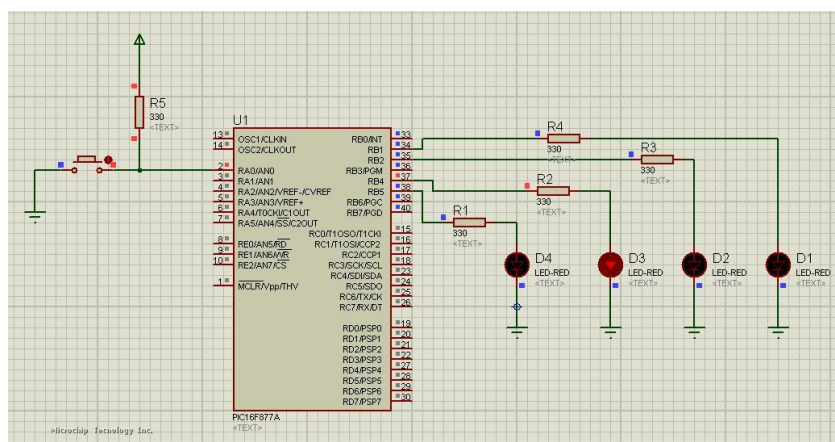 R5
330
<TEXT>
U1
13 OSC1/CLKIN
14 OSC2/CLKOUT
2 RA0/AN0
3 RA1/AN1
4 RA2/AN2/VREF-/CVREF
5 RA3/AN3/VREF+
6 RA4/T0CKI/C1OUT
7 RA5/AN4/SS/C2OUT
8 RE0/AN5/RD
9 RE1/AN6/WR
10 RE2/AN7/CS
1 MCLR/Vpp/THV
RB0/INT 33
RB1 34
RB2 35
RB3/PGM 36
RB4 37
RB5 38
RB6/PGC 39
RB7/PGD 40
RC0/T1OSO/T1CKI 15
RC1/T1OSI/CCP2 16
RC2/CCP1 17
RC3/SCK/SCL 18
RC4/SDI/SDA 23
RC5/SDO 24
RC6/TX/CK 25
RC7/RX/DT 26
RD0/PSP0 19
RD1/PSP1 20
RD2/PSP2 21
RD3/PSP3 22
RD4/PSP4 27
RD5/PSP5 28
RD6/PSP6 29
RD7/PSP7 30
PIC16F877A
<TEXT>
R4
330
<TEXT>
R3
330
<TEXT>
R2
330
<TEXT>
R1
330
<TEXT>
D4
LED-RED
<TEXT>
D3
LED-RED
<TEXT>
D2
LED-RED
<TEXT>
D1
LED-RED
<TEXT>
Microchip Tecnology Inc.